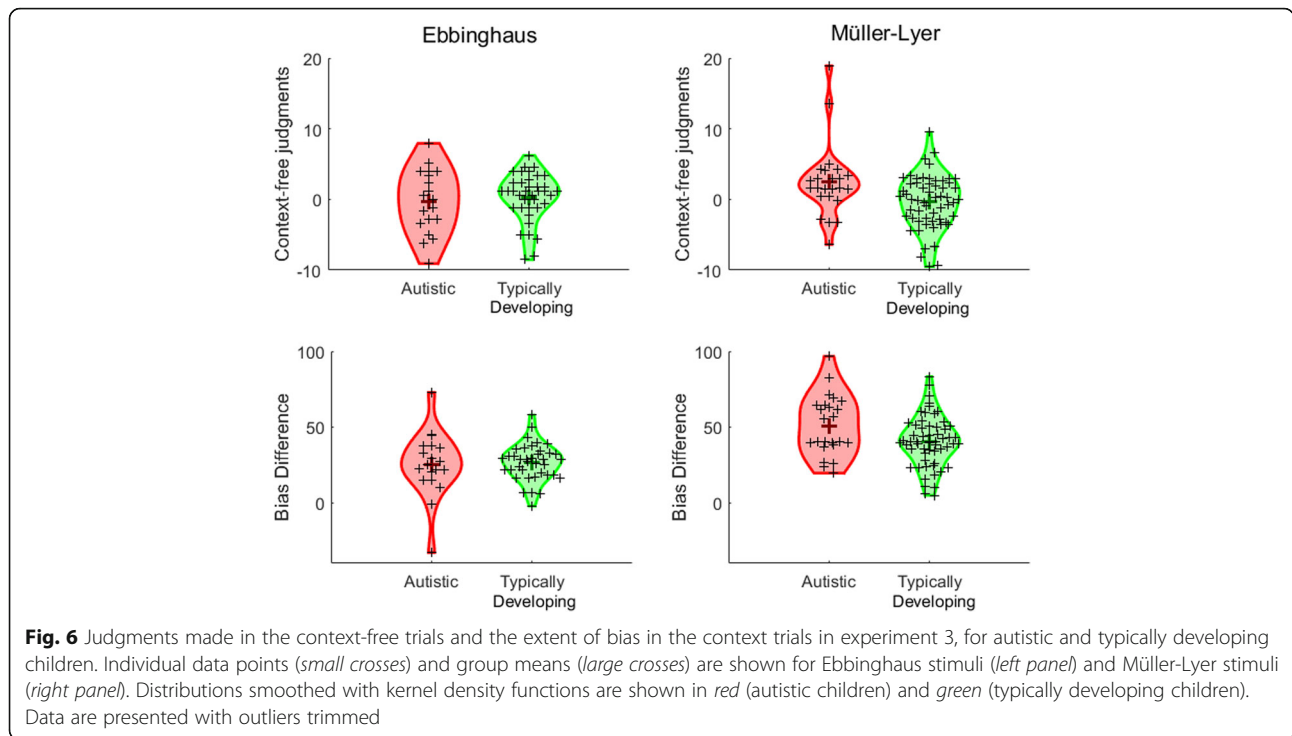 Ebbinghaus
Müller-Lyer
Context-free judgments
20
10
0
-10
Autistic
Typically
Developing
Context-free judgments
20
10
0
-10
Autistic
Typically
Developing
Bias Difference
100
50
0
Autistic
Typically
Developing
Bias Difference
100
50
0
Autistic
Typically
Developing
Fig. 6 Judgments made in the context-free trials and the extent of bias in the context trials in experiment 3, for autistic and typically developing
children. Individual data points (small crosses) and group means (large crosses) are shown for Ebbinghaus stimuli (left panel) and Müller-Lyer stimuli
(right panel). Distributions smoothed with kernel density functions are shown in red (autistic children) and green (typically developing children).
Data are presented with outliers trimmed